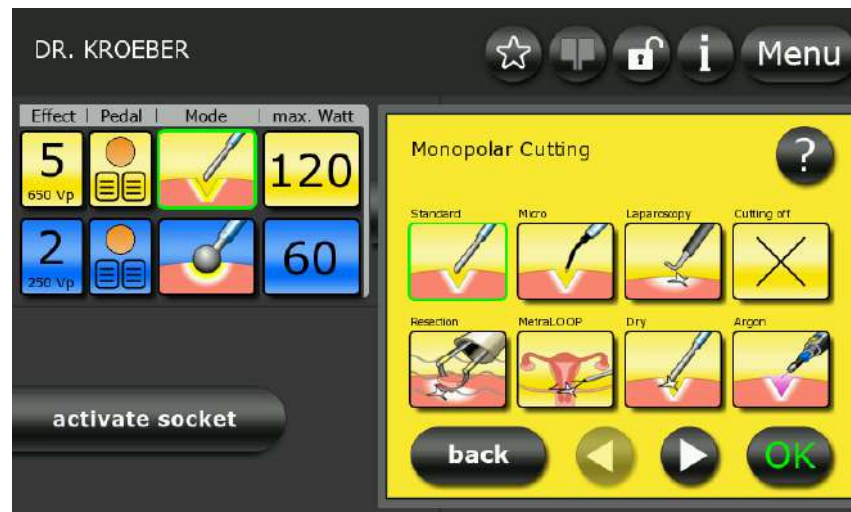 DR. KROEBER
i Menu
Effect | Pedal | Mode | max. Watt
5 120
650 Vp
2 60
250 Vp
activate socket
Monopolar Cutting ?
Standard Micro Laparoscopy Cutting off
Resection MetraLOOP Dry Argon
back OK